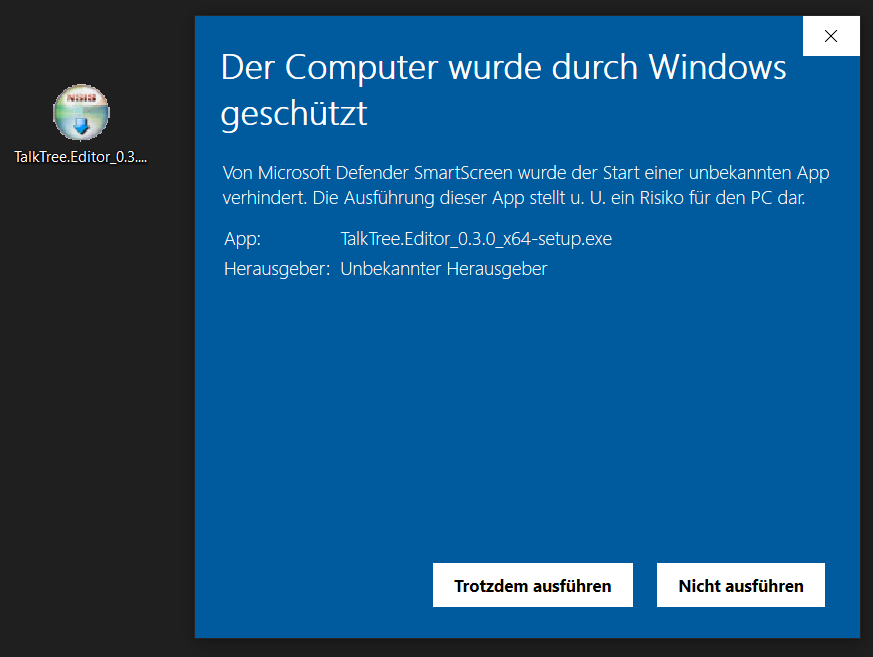 Der Computer wurde durch Windows
geschützt
NSIS
TalkTree.Editor_0.3....
Von Microsoft Defender SmartScreen wurde der Start einer unbekannten App
verhindert. Die Ausführung dieser App stellt u. U. ein Risiko für den PC dar.
App: TalkTree.Editor_0.3.0_x64-setup.exe
Herausgeber: Unbekannter Herausgeber
Trotzdem ausführen Nicht ausführen